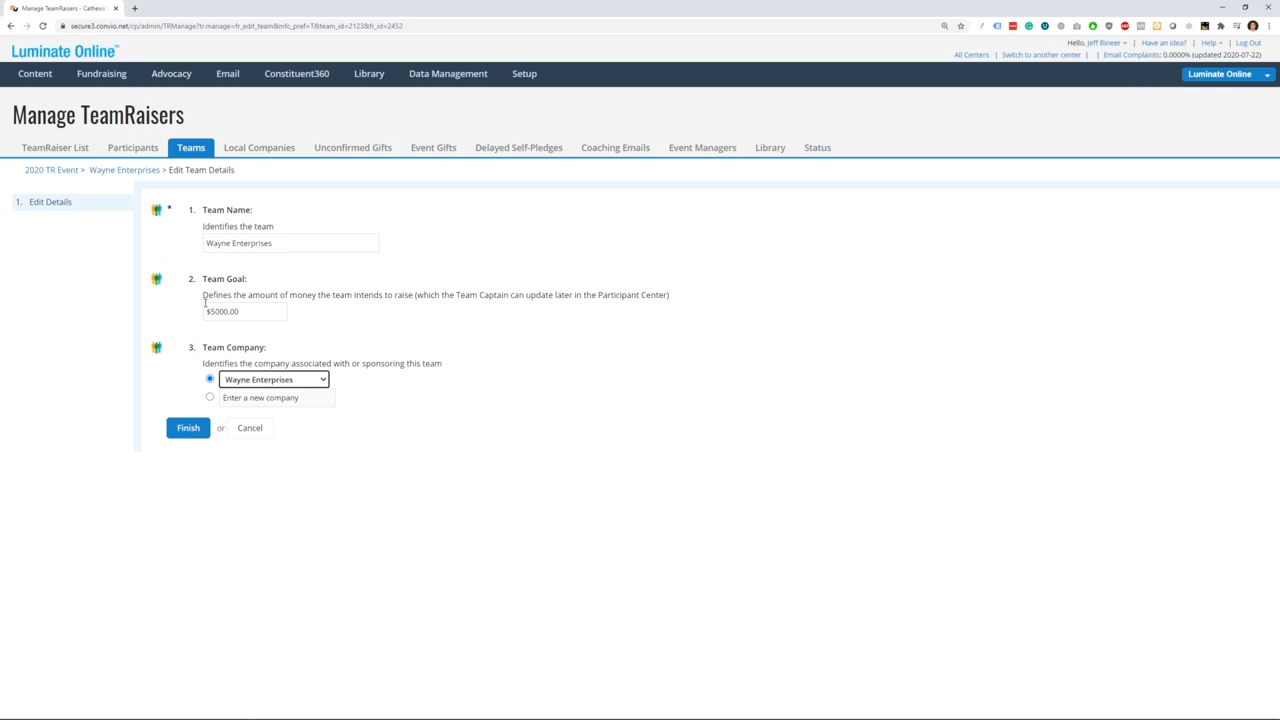 Manage TeamRaisers - Cathexis
secure3.convio.net/cp/admin/TRManage?tr.manage=fr_edit_team&mfc_pref=T&team_id=2123&fr_id=2452
Luminate Online™
Hello, Jeff Rineer | Have an idea? | Help | Log Out
All Centers | Switch to another center | Email Complaints: 0.0000% (updated 2020-07-22)
Content Fundraising Advocacy Email Constituent360 Library Data Management Setup Luminate Online
Manage TeamRaisers
TeamRaiser List Participants Teams Local Companies Unconfirmed Gifts Event Gifts Delayed Self-Pledges Coaching Emails Event Managers Library Status
2020 TR Event > Wayne Enterprises > Edit Team Details
1. Edit Details
* 1. Team Name:
Identifies the team
Wayne Enterprises
2. Team Goal:
Defines the amount of money the team intends to raise (which the Team Captain can update later in the Participant Center)
$5000.00
3. Team Company:
Identifies the company associated with or sponsoring this team
Wayne Enterprises
Enter a new company
Finish or Cancel